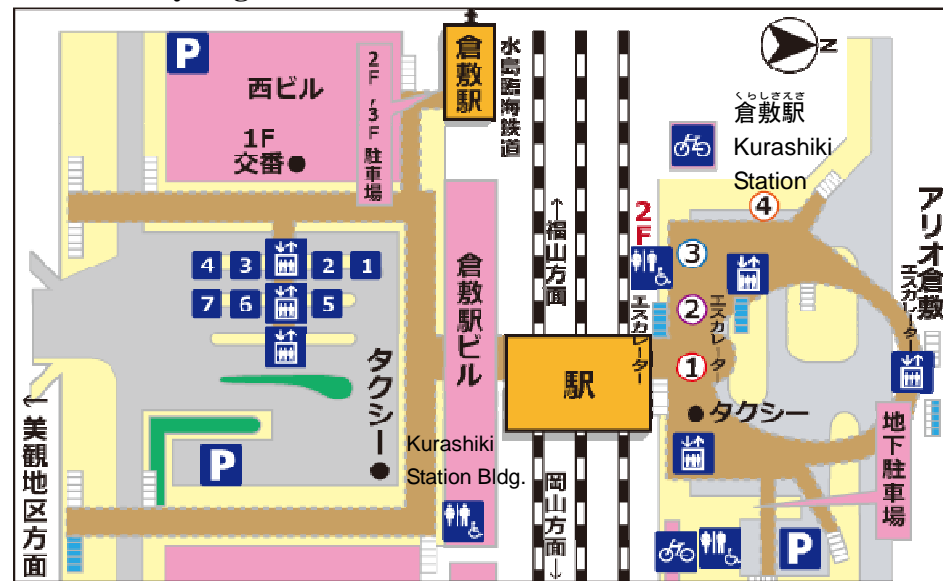 P
西ビル
1F
交番
2F,3F駐車場
倉敷駅
水島臨海鉄道
N
くらしきえき
倉敷駅
Kurashiki
Station
アリオ倉敷
エスカレーター
4
3
2
1
7
6
5
←福山方面
2F
④
③
②
①
エスカレーター
エスカレーター
倉敷駅ビル
駅
タクシー
タクシー
地下駐車場
←美観地区方面
P
Kurashiki
Station Bldg.
岡山方面→
P